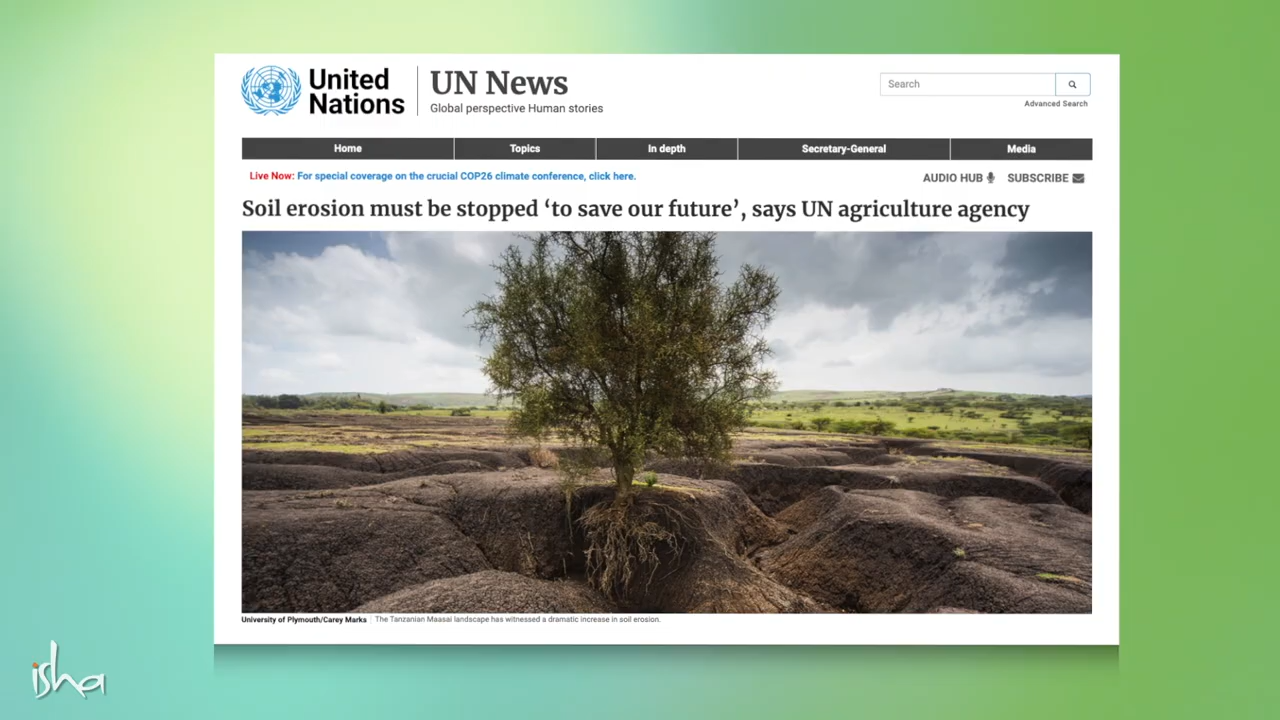 United
Nations
UN News
Global perspective Human stories
Search
Advanced Search
Home Topics In depth Secretary-General Media
Live Now: For special coverage on the crucial COP26 climate conference, click here.
AUDIO HUB SUBSCRIBE
Soil erosion must be stopped ‘to save our future’, says UN agriculture agency
University of Plymouth/Carey Marks | The Tanzanian Maasai landscape has witnessed a dramatic increase in soil erosion.
isha